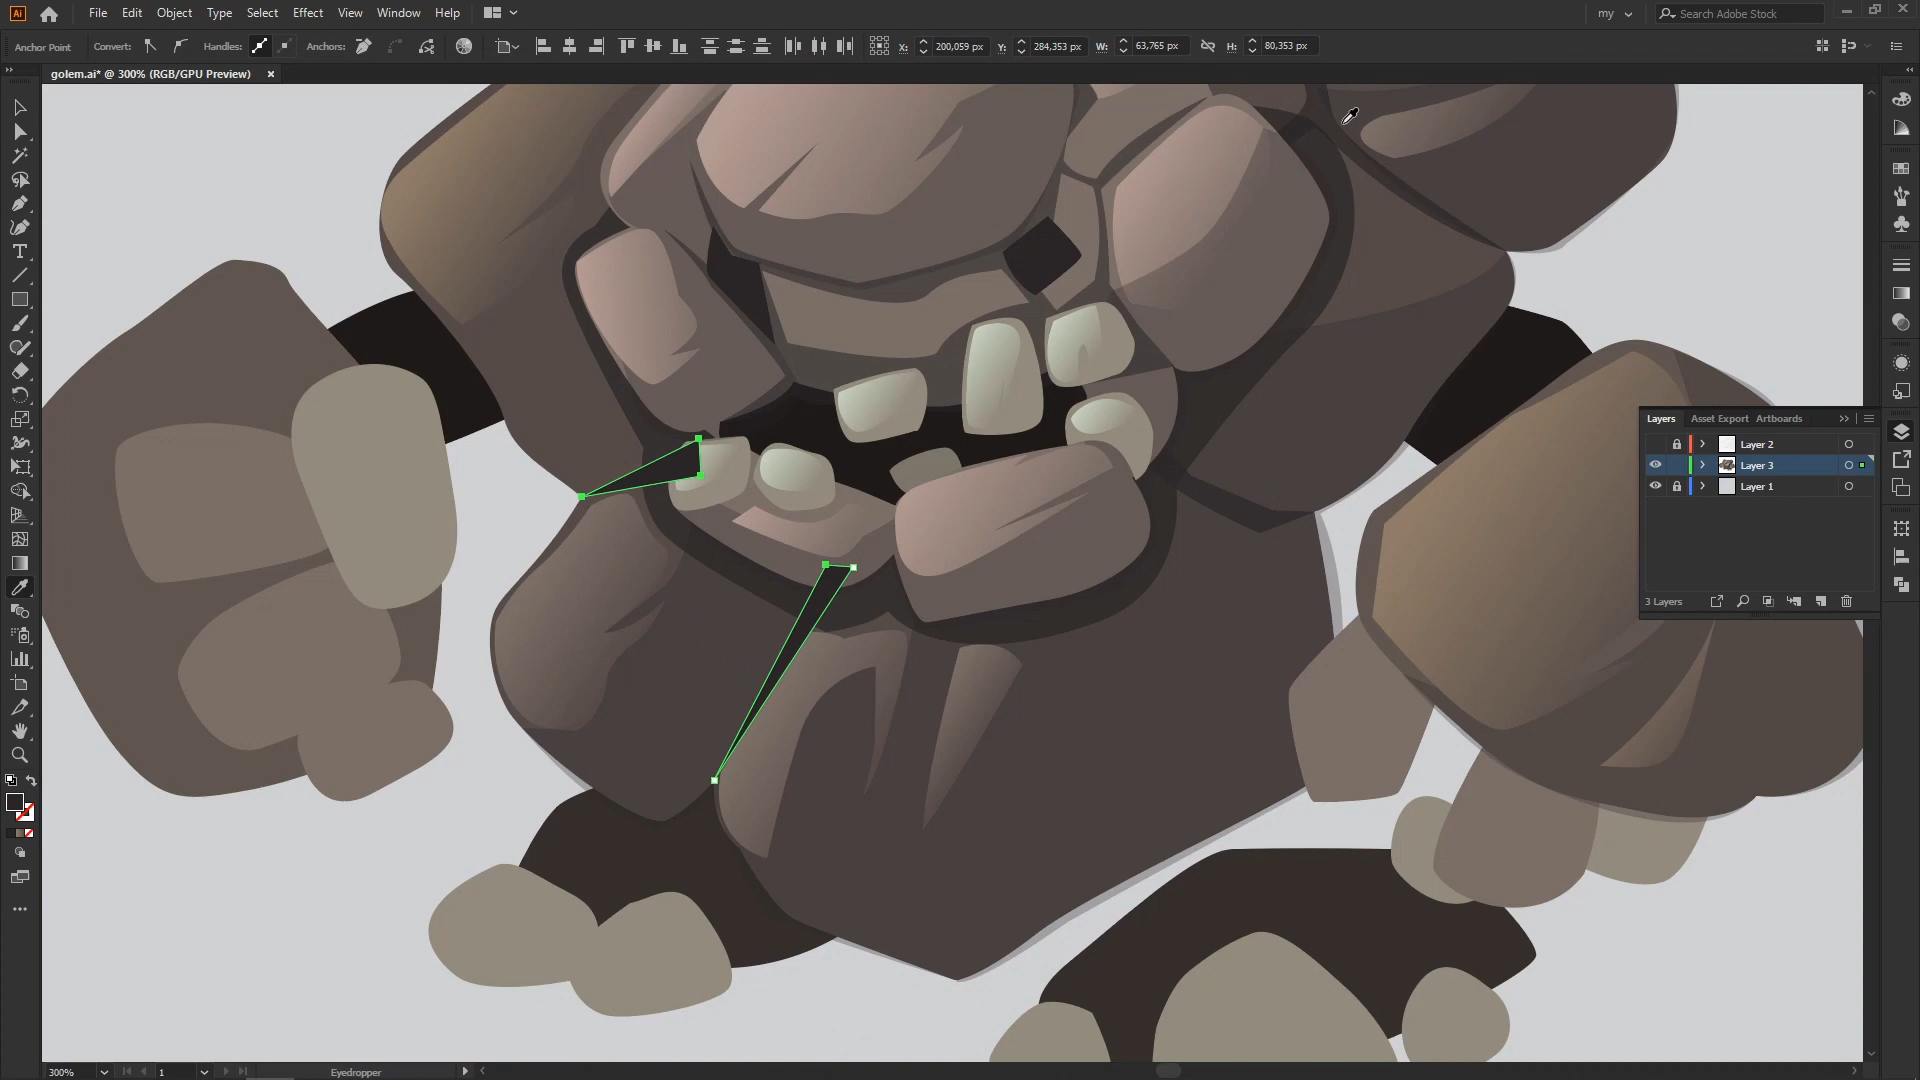 Ai File Edit Object Type Select Effect View Window Help my Search Adobe Stock
Anchor Point Convert: Handles: Anchors: X: 200,059 px Y: 284,353 px W: 63,765 px H: 80,353 px
golem.ai* @ 300% (RGB/GPU Preview) ×
Layers Asset Export Artboards
Layer 2
Layer 3
Layer 1
3 Layers
300% 1 Eyedropper